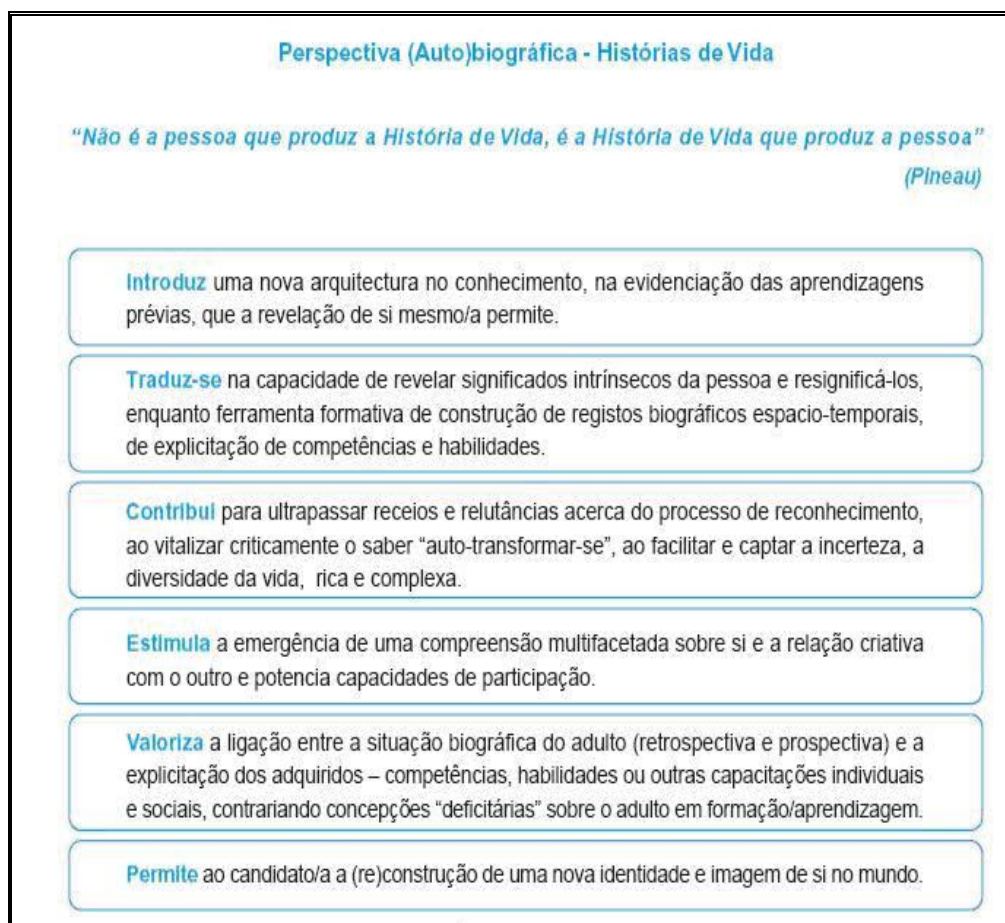 Perspectiva (Auto)biográfica - Histórias de Vida
“Não é a pessoa que produz a História de Vida, é a História de Vida que produz a pessoa”
(Pineau)
Introduz uma nova arquitectura no conhecimento, na evidenciação das aprendizagens
prévias, que a revelação de si mesmo/a permite.
Traduz-se na capacidade de revelar significados intrínsecos da pessoa e resignificá-los,
enquanto ferramenta formativa de construção de registos biográficos espacio-temporais,
de explicitação de competências e habilidades.
Contribui para ultrapassar receios e relutâncias acerca do processo de reconhecimento,
ao vitalizar criticamente o saber “auto-transformar-se”, ao facilitar e captar a incerteza, a
diversidade da vida, rica e complexa.
Estimula a emergência de uma compreensão multifacetada sobre si e a relação criativa
com o outro e potencia capacidades de participação.
Valoriza a ligação entre a situação biográfica do adulto (retrospectiva e prospectiva) e a
explicitação dos adquiridos – competências, habilidades ou outras capacitações individuais
e sociais, contrariando concepções “deficitárias” sobre o adulto em formação/aprendizagem.
Permite ao candidato/a a (re)construção de uma nova identidade e imagem de si no mundo.